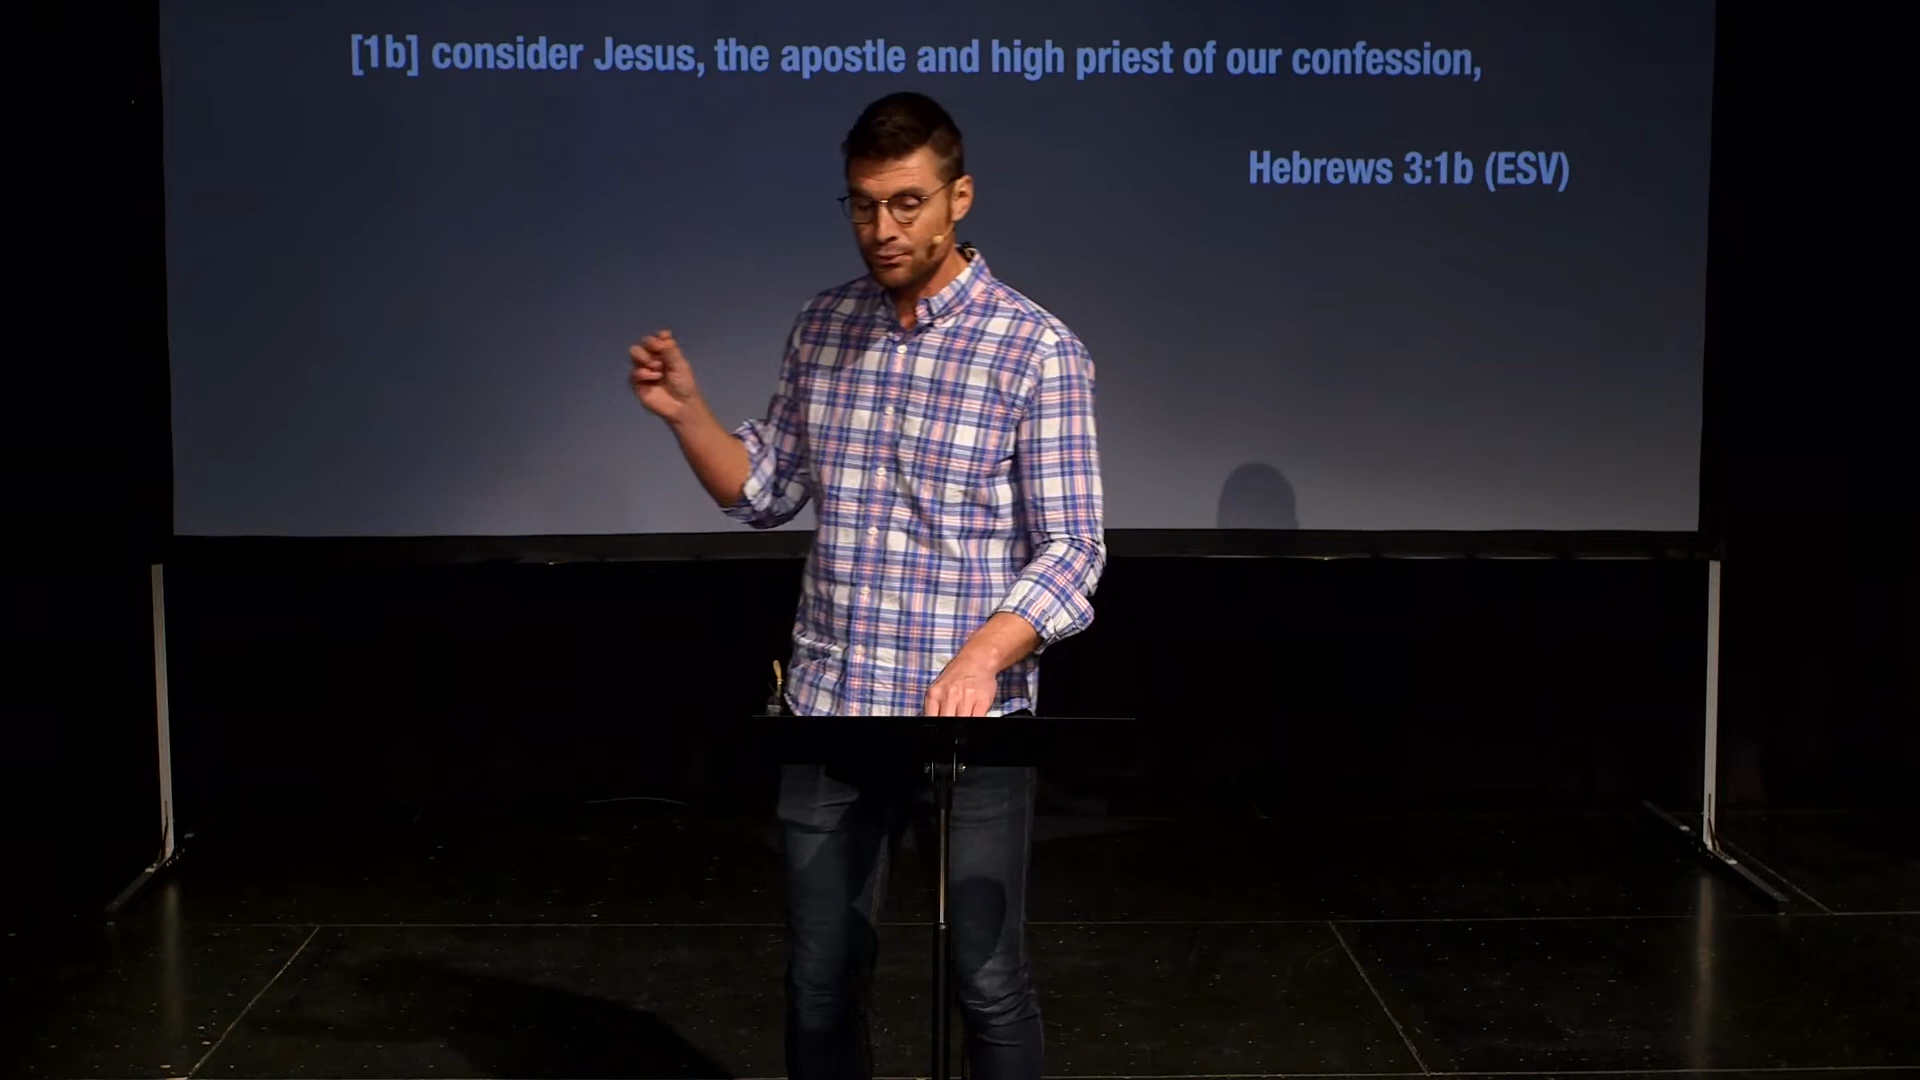 [1b] consider Jesus, the apostle and high priest of our confession,
Hebrews 3:1b (ESV)